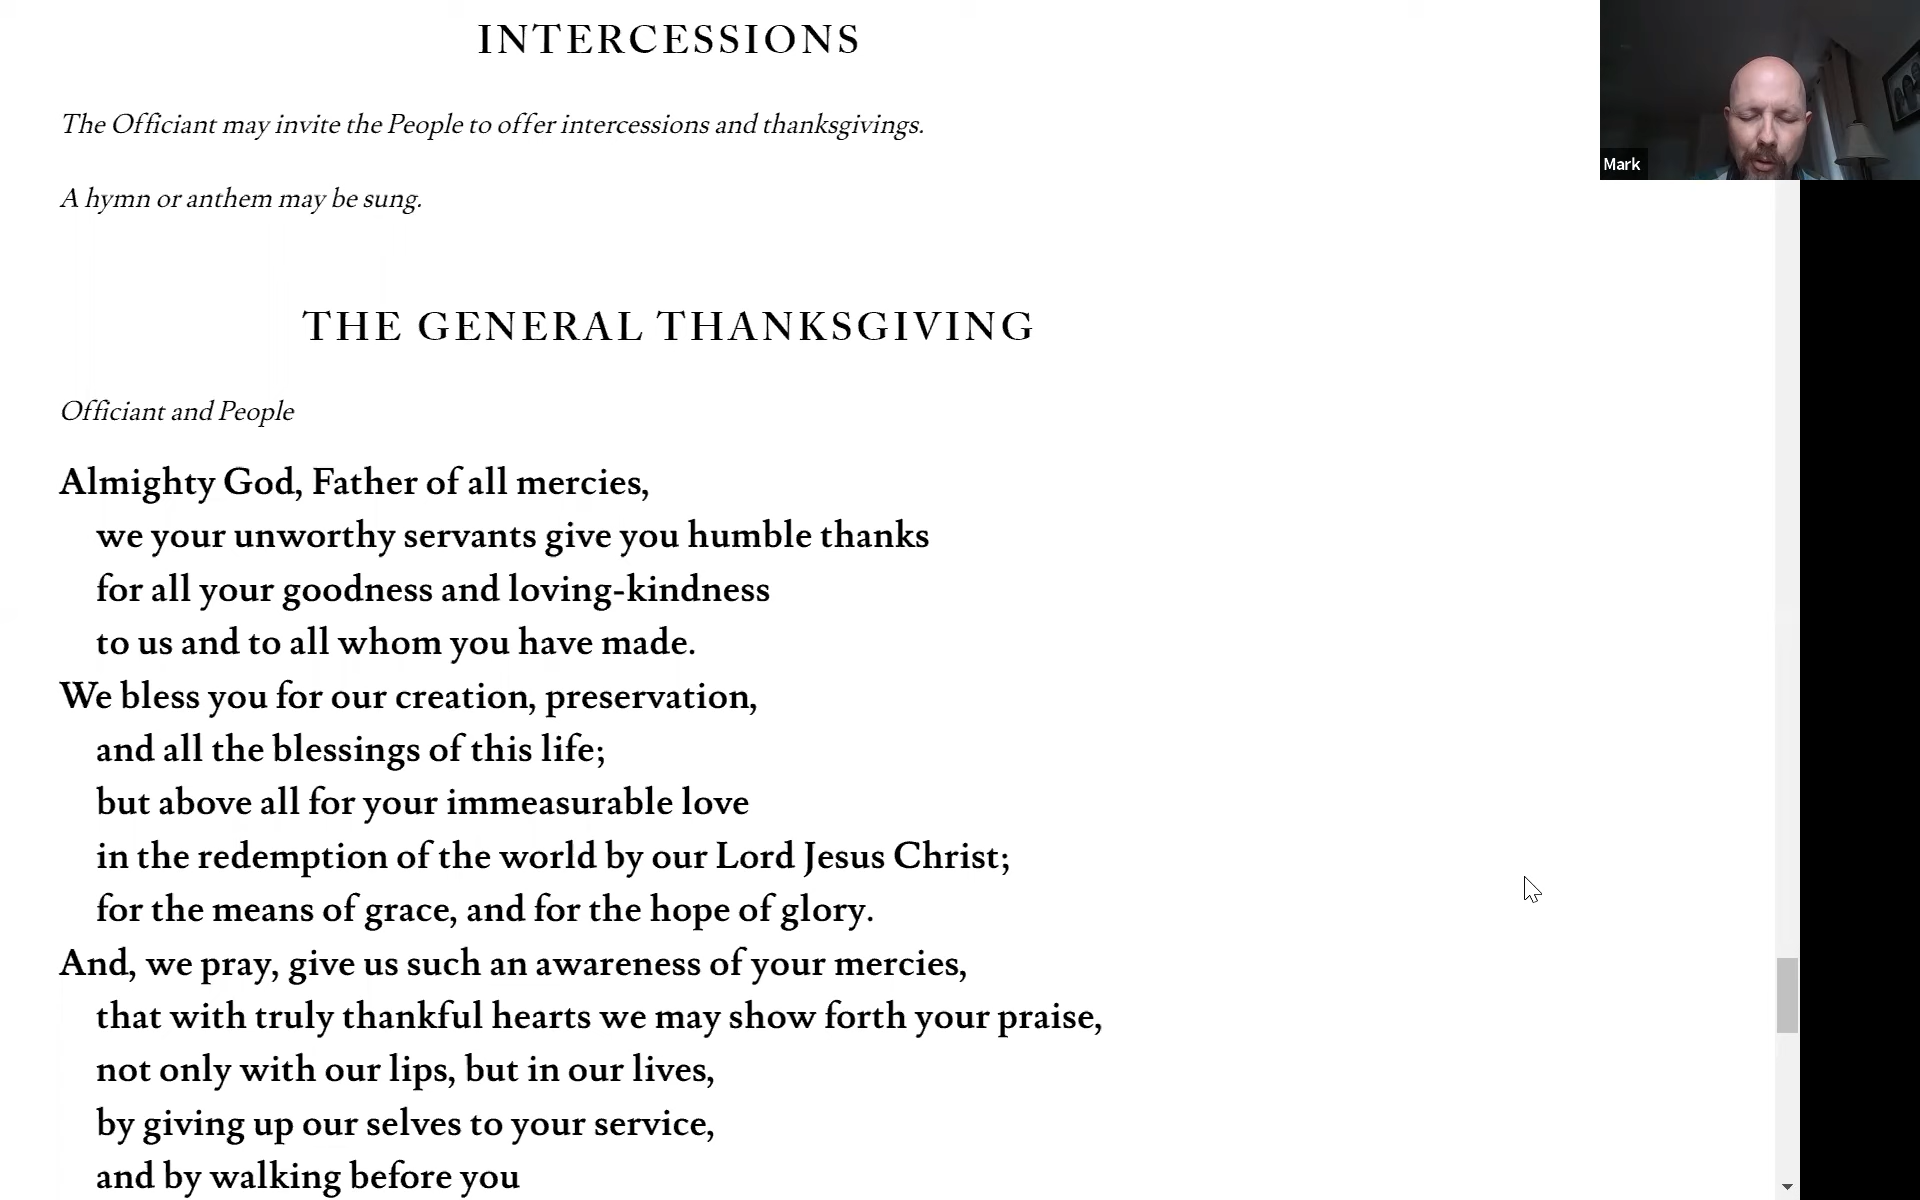 INTERCESSIONS
The Officiant may invite the People to offer intercessions and thanksgivings.
A hymn or anthem may be sung.
THE GENERAL THANKSGIVING
Officiant and People
Almighty God, Father of all mercies,
we your unworthy servants give you humble thanks
for all your goodness and loving-kindness
to us and to all whom you have made.
We bless you for our creation, preservation,
and all the blessings of this life;
but above all for your immeasurable love
in the redemption of the world by our Lord Jesus Christ;
for the means of grace, and for the hope of glory.
And, we pray, give us such an awareness of your mercies,
that with truly thankful hearts we may show forth your praise,
not only with our lips, but in our lives,
by giving up our selves to your service,
and by walking before you
Mark